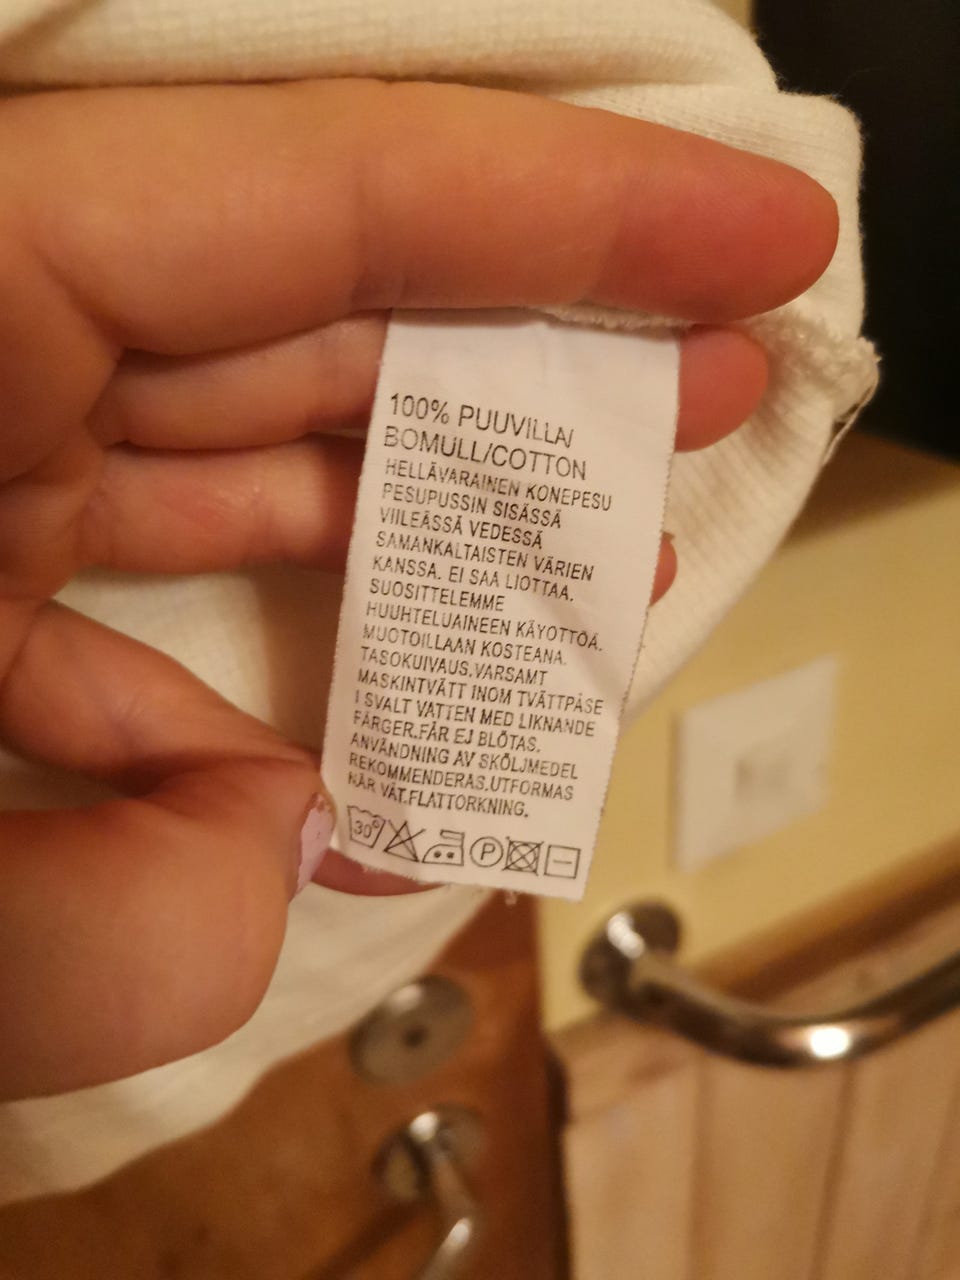 100% PUUVILLA/
BOMULL/COTTON
HELLÄVARAINEN KONEPESU
PESUPUSSIN SISÄSSÄ
VIILEÄSSÄ VEDESSÄ
SAMANKALTAISTEN VÄRIEN
KANSSA. EI SAA LIOTTAA.
SUOSITTELEMME
HUUHTELUAINEEN KÄYOTTÖÄ.
MUOTOILLAAN KOSTEANA.
TASOKUIVAUS.VARSAMT
MASKINTVÄTT INOM TVÄTTPÄSE
I SVALT VATTEN MED LIKNANDE
FÄRGER.FÅR EJ BLÖTAS.
ANVÄNDNING AV SKÖLJMEDEL
REKOMMENDERAS.UTFORMAS
NÄR VÅT.FLATTORKNING.
30° P